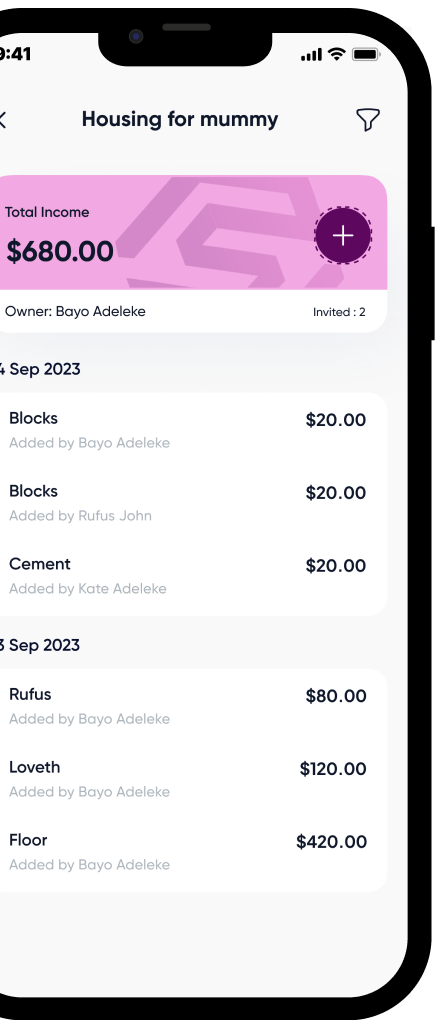 9:41
Housing for mummy
Total Income
$680.00
Owner: Bayo Adeleke
Invited : 2
4 Sep 2023
Blocks
$20.00
Added by Bayo Adeleke
Blocks
$20.00
Added by Rufus John
Cement
$20.00
Added by Kate Adeleke
3 Sep 2023
Rufus
$80.00
Added by Bayo Adeleke
Loveth
$120.00
Added by Bayo Adeleke
Floor
$420.00
Added by Bayo Adeleke